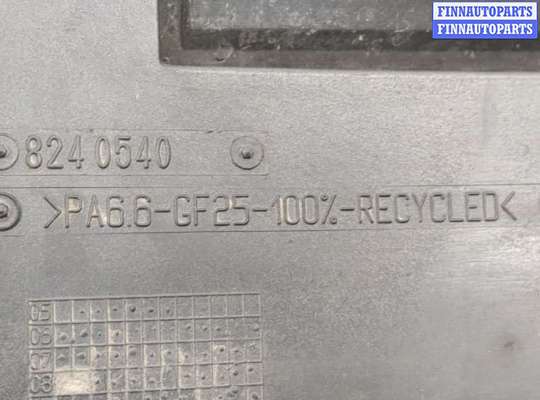 FINNAUTOPARTS
FINNAUTOPARTS
8240540
>PA6.6-GF25-100%-RECYCLED<
05
06
07
08